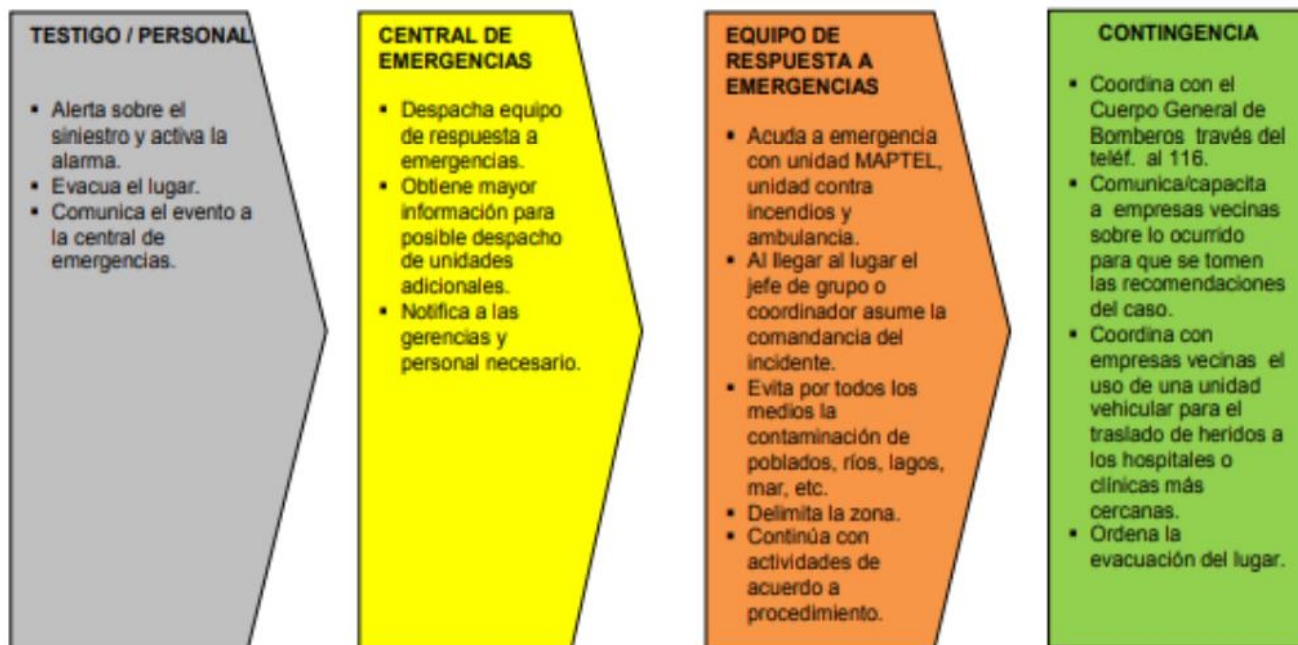 TESTIGO / PERSONAL
▪ Alerta sobre el
siniestro y activa la
alarma.
▪ Evacua el lugar.
▪ Comunica el evento a
la central de
emergencias.
CENTRAL DE
EMERGENCIAS
▪ Despacha equipo
de respuesta a
emergencias.
▪ Obtiene mayor
información para
posible despacho
de unidades
adicionales.
▪ Notifica a las
gerencias y
personal necesario.
EQUIPO DE
RESPUESTA A
EMERGENCIAS
▪ Acuda a emergencia
con unidad MAPTEL,
unidad contra
incendios y
ambulancia.
▪ Al llegar al lugar el
jefe de grupo o
coordinador asume la
comandancia del
incidente.
▪ Evita por todos los
medios la
contaminación de
poblados, ríos, lagos,
mar, etc.
▪ Delimita la zona.
▪ Continúa con
actividades de
acuerdo a
procedimiento.
CONTINGENCIA
▪ Coordina con el
Cuerpo General de
Bomberos través del
teléf. al 116.
▪ Comunica/capacita
a empresas vecinas
sobre lo ocurrido
para que se tomen
las recomendaciones
del caso.
▪ Coordina con
empresas vecinas el
uso de una unidad
vehicular para el
traslado de heridos a
los hospitales o
clínicas más
cercanas.
▪ Ordena la
evacuación del lugar.